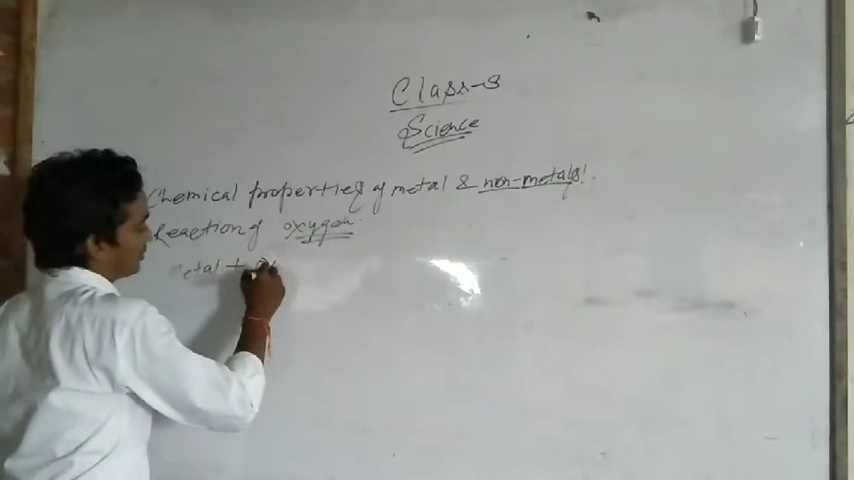 Class-8
Science
Chemical properties of metal & non-metals!
Reaction of oxygen.
Metal +